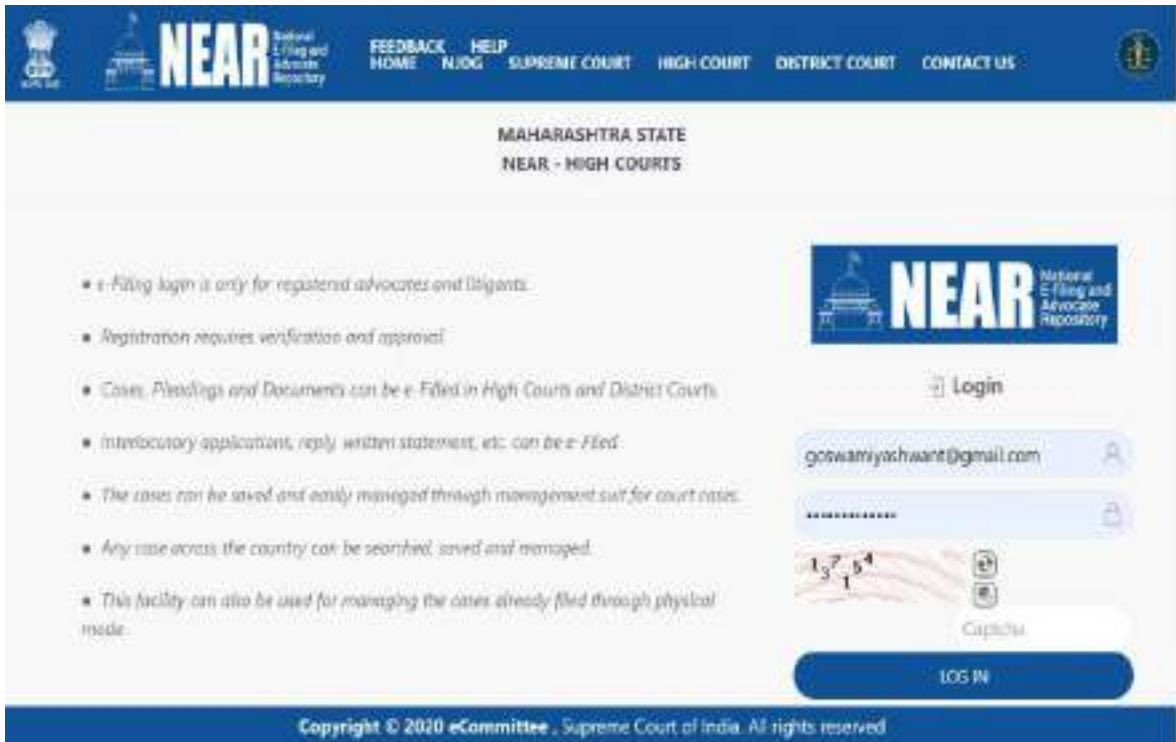 NEAR
National
E-Filing and
Advocate
Repository
FEEDBACK HELP
HOME NJDG SUPREME COURT HIGH COURT DISTRICT COURT CONTACT US
MAHARASHTRA STATE
NEAR - HIGH COURTS
• e-Filing login is only for registered advocates and litigants.
• Registration requires verification and approval.
• Cases, Pleadings and Documents can be e-Filed in High Courts and District Courts.
• Interlocutory applications, reply, written statement, etc. can be e-Filed
• The cases can be saved and easily managed through management suit for court cases.
• Any case across the country can be searched, saved and managed.
• This facility can also be used for managing the cases already filed through physical
mode.
NEAR
National
E-Filing and
Advocate
Repository
Login
goswamiyashwant@gmail.com
137154
Captcha
LOG IN
Copyright © 2020 eCommittee , Supreme Court of India. All rights reserved